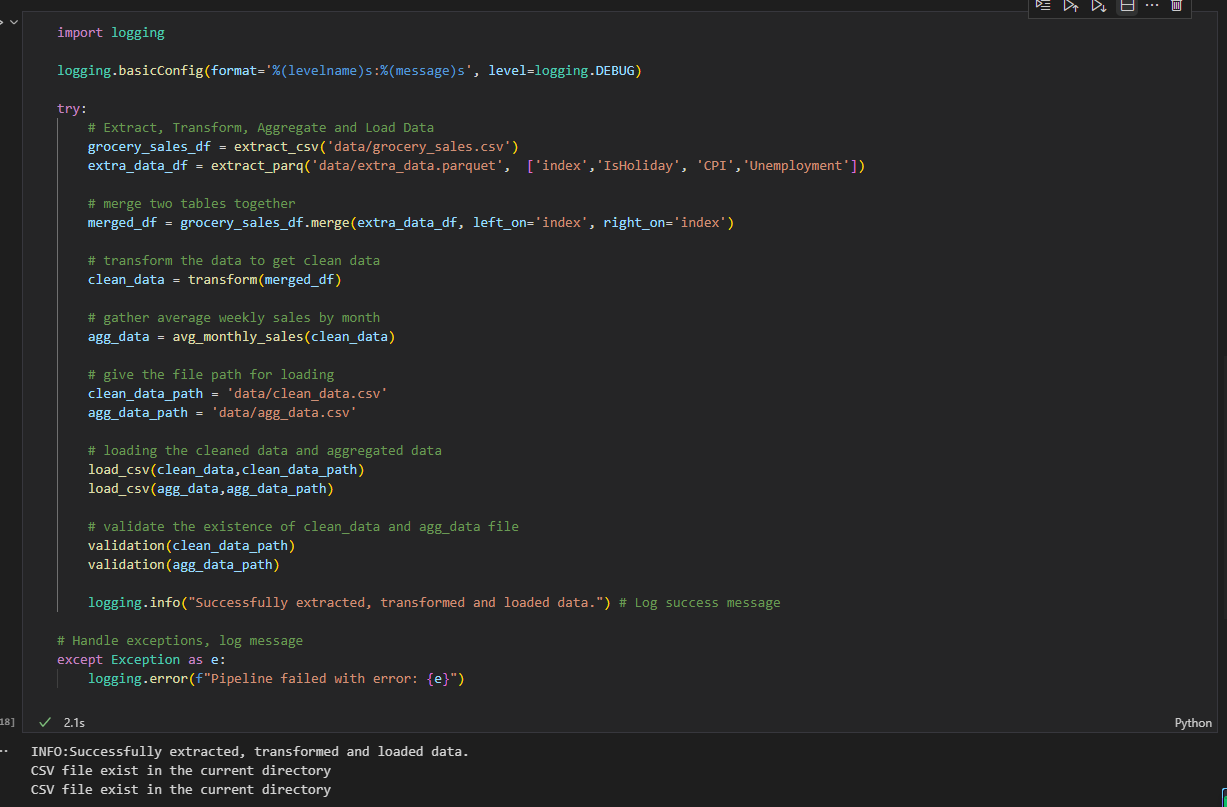 import logging
logging.basicConfig(format='%(levelname)s:%(message)s', level=logging.DEBUG)
try:
# Extract, Transform, Aggregate and Load Data
grocery_sales_df = extract_csv('data/grocery_sales.csv')
extra_data_df = extract_parq('data/extra_data.parquet',  ['index','IsHoliday', 'CPI','Unemployment'])
# merge two tables together
merged_df = grocery_sales_df.merge(extra_data_df, left_on='index', right_on='index')
# transform the data to get clean data
clean_data = transform(merged_df)
# gather average weekly sales by month
agg_data = avg_monthly_sales(clean_data)
# give the file path for loading
clean_data_path = 'data/clean_data.csv'
agg_data_path = 'data/agg_data.csv'
# loading the cleaned data and aggregated data
load_csv(clean_data,clean_data_path)
load_csv(agg_data,agg_data_path)
# validate the existence of clean_data and agg_data file
validation(clean_data_path)
validation(agg_data_path)
logging.info("Successfully extracted, transformed and loaded data.") # Log success message
# Handle exceptions, log message
except Exception as e:
logging.error(f"Pipeline failed with error: {e}")
18] 2.1s Python
INFO:Successfully extracted, transformed and loaded data.
CSV file exist in the current directory
CSV file exist in the current directory